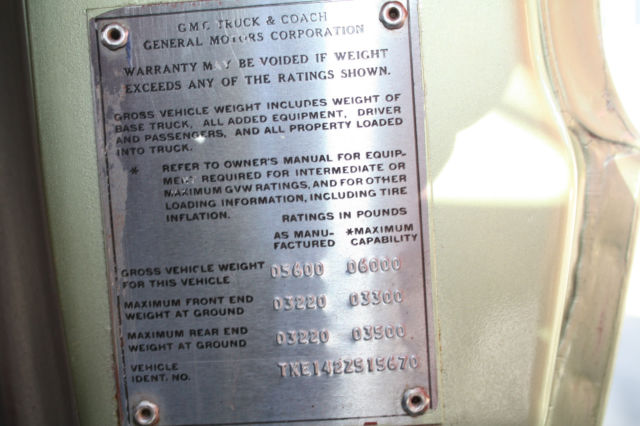 GMC TRUCK & COACH
GENERAL MOTORS CORPORATION
WARRANTY MAY BE VOIDED IF WEIGHT
EXCEEDS ANY OF THE RATINGS SHOWN.
GROSS VEHICLE WEIGHT INCLUDES WEIGHT OF
BASE TRUCK, ALL ADDED EQUIPMENT, DRIVER
AND PASSENGERS, AND ALL PROPERTY LOADED
INTO TRUCK.
* REFER TO OWNER'S MANUAL FOR EQUIP-
MENT REQUIRED FOR INTERMEDIATE OR
MAXIMUM GVW RATINGS, AND FOR OTHER
LOADING INFORMATION, INCLUDING TIRE
INFLATION.
RATINGS IN POUNDS
AS MANU- *MAXIMUM
FACTURED CAPABILITY
GROSS VEHICLE WEIGHT 05600 06000
FOR THIS VEHICLE
MAXIMUM FRONT END 03220 03300
WEIGHT AT GROUND
MAXIMUM REAR END 03220 03500
WEIGHT AT GROUND
VEHICLE TKE142Z515670
IDENT. NO.